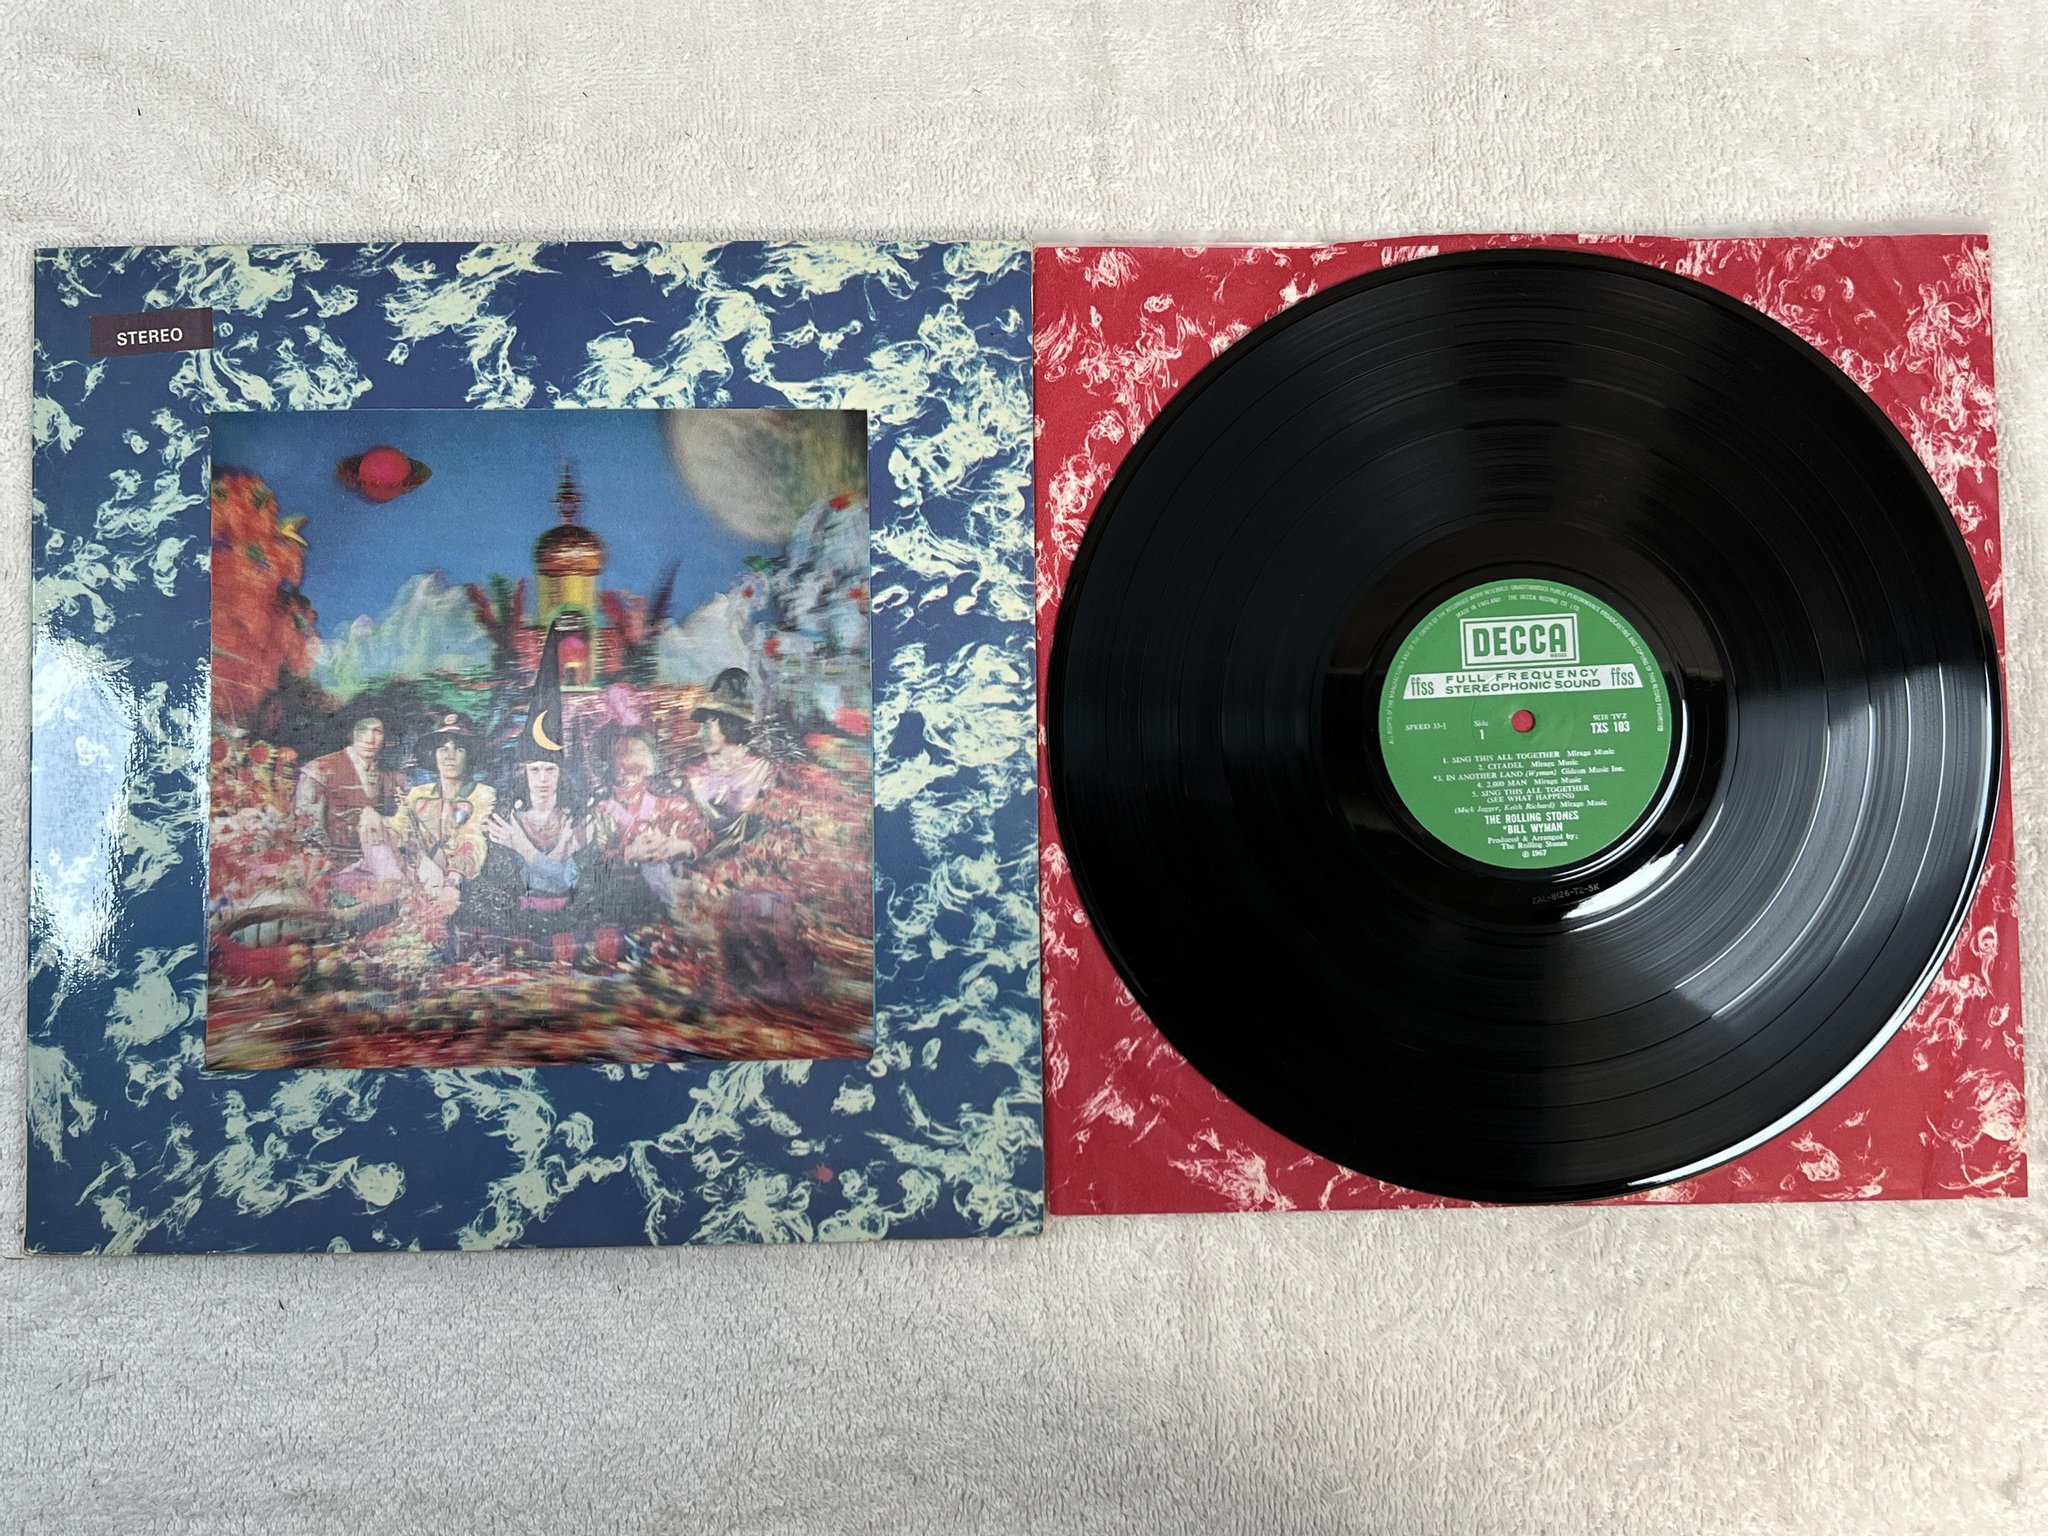 STEREO
ALL RIGHTS OF THE MANUFACTURER AND OF THE OWNER OF THE RECORDED WORK RESERVED · UNAUTHORISED PUBLIC PERFORMANCE BROADCASTING AND COPYING OF THIS RECORD PROHIBITED
MADE IN ENGLAND THE DECCA RECORD CO. LTD.
DECCA
ffss FULL FREQUENCY STEREOPHONIC SOUND ffss
ZAL 8126
SPEED 33⅓ Side 1 TXS 103
1. SING THIS ALL TOGETHER Mirage Music
2. CITADEL Mirage Music
*3. IN ANOTHER LAND (Wyman) Gideon Music Inc.
4. 2,000 MAN Mirage Music
5. SING THIS ALL TOGETHER
(SEE WHAT HAPPENS)
(Mick Jagger, Keith Richard) Mirage Music
THE ROLLING STONES
*BILL WYMAN
Produced & Arranged by:
The Rolling Stones
℗ 1967